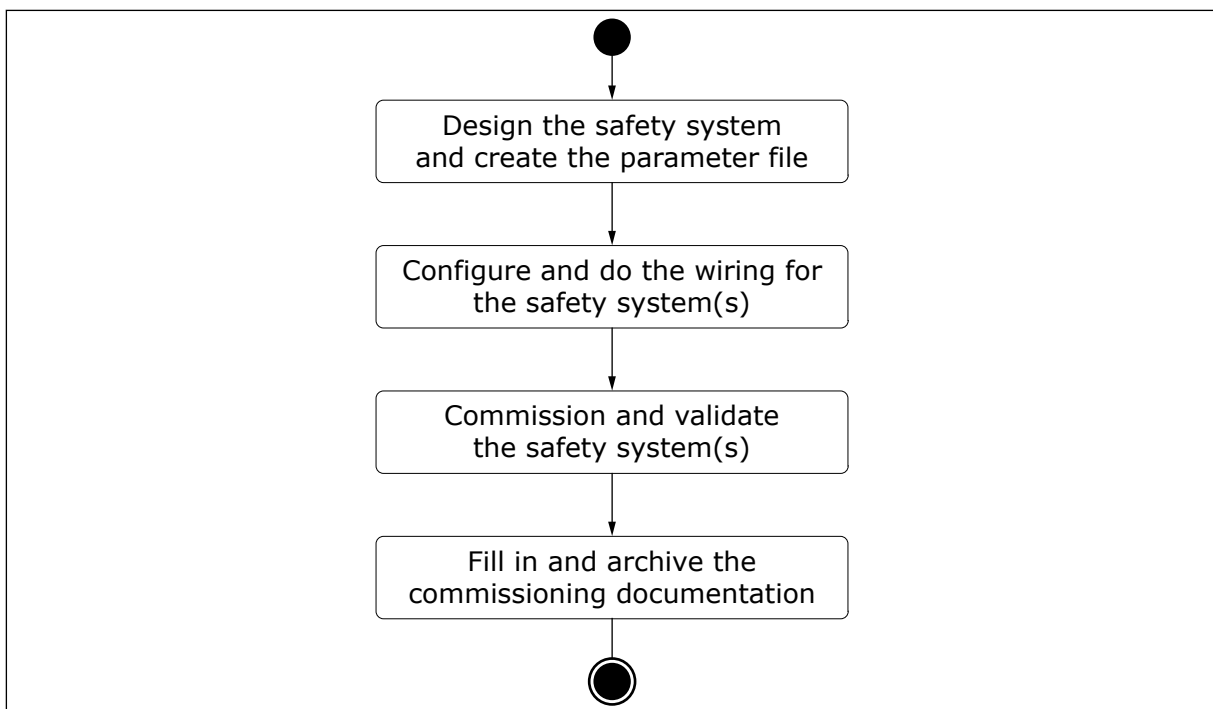 Design the safety system
and create the parameter file
Configure and do the wiring for
the safety system(s)
Commission and validate
the safety system(s)
Fill in and archive the
commissioning documentation